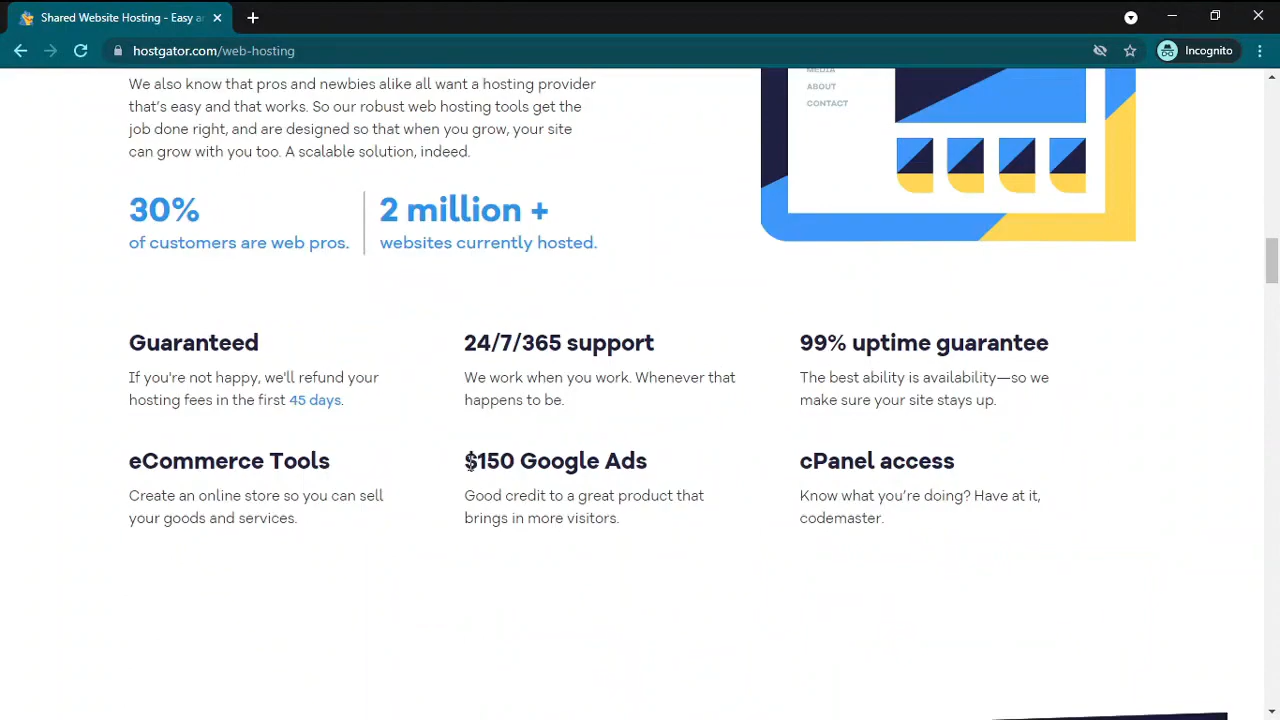 Shared Website Hosting - Easy a
hostgator.com/web-hosting
Incognito
MEDIA
ABOUT
CONTACT
We also know that pros and newbies alike all want a hosting provider
that's easy and that works. So our robust web hosting tools get the
job done right, and are designed so that when you grow, your site
can grow with you too. A scalable solution, indeed.
30%
of customers are web pros.
2 million +
websites currently hosted.
Guaranteed
If you're not happy, we'll refund your
hosting fees in the first 45 days.
24/7/365 support
We work when you work. Whenever that
happens to be.
99% uptime guarantee
The best ability is availability—so we
make sure your site stays up.
eCommerce Tools
Create an online store so you can sell
your goods and services.
$150 Google Ads
Good credit to a great product that
brings in more visitors.
cPanel access
Know what you're doing? Have at it,
codemaster.